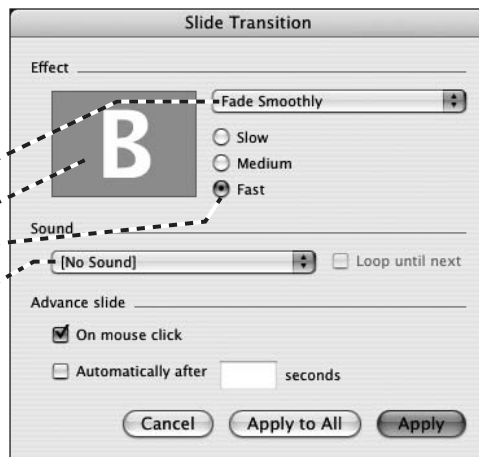 Slide Transition
Effect
Fade Smoothly
B
Slow
Medium
Fast
Sound
[No Sound]
Loop until next
Advance slide
On mouse click
Automatically after seconds
Cancel
Apply to All
Apply